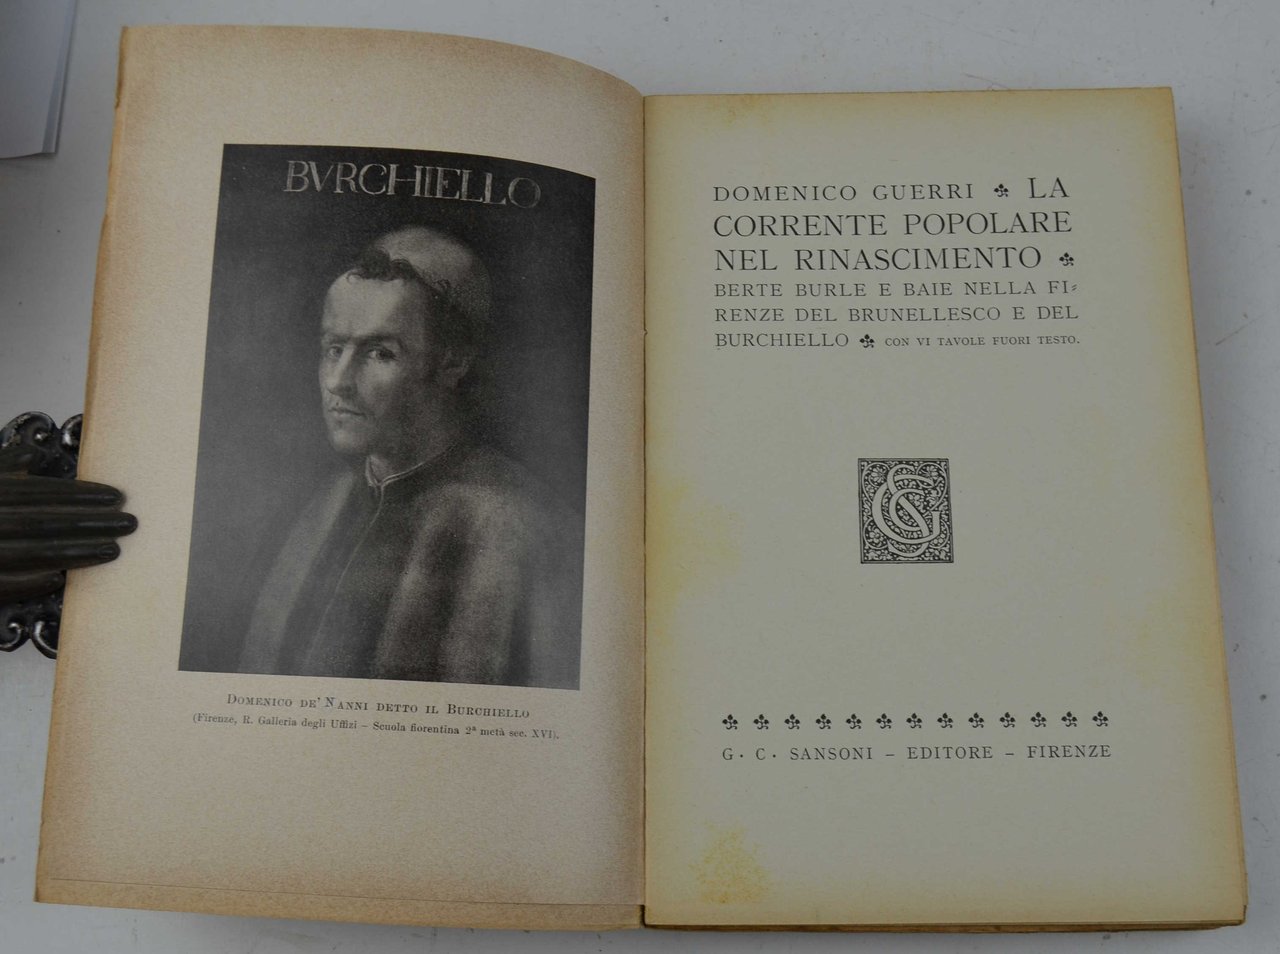 BVRCHIELLO
DOMENICO DE' NANNI DETTO IL BURCHIELLO
(Firenze, R. Galleria degli Uffizi – Scuola fiorentina 2ª metà sec. XVI).
DOMENICO GUERRI LA
CORRENTE POPOLARE
NEL RINASCIMENTO
BERTE BURLE E BAIE NELLA FI-
RENZE DEL BRUNELLESCO E DEL
BURCHIELLO CON VI TAVOLE FUORI TESTO.
G · C · SANSONI – EDITORE – FIRENZE